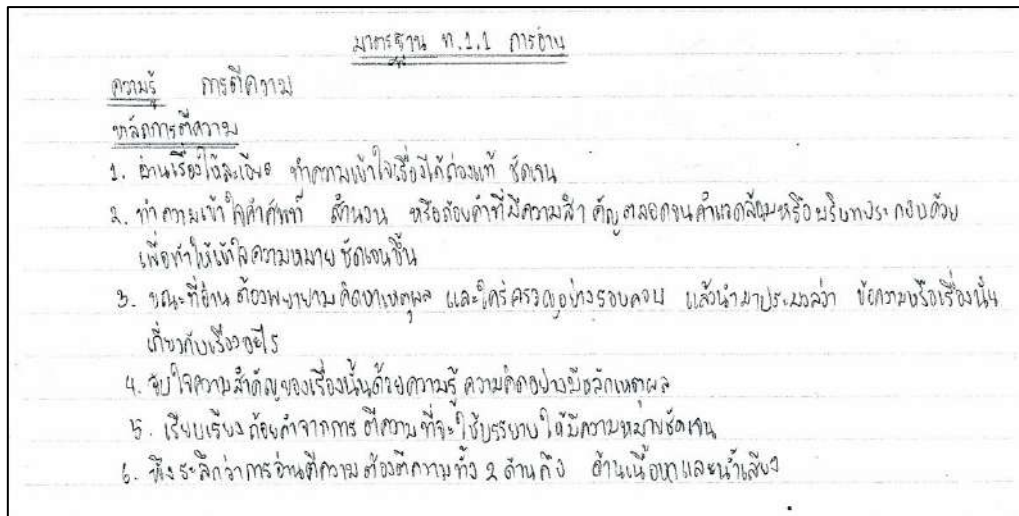 มาตรฐาน ท.1.1 การอ่าน
ความรู้ การตีความ
หลักการตีความ
1. อ่านเรื่องให้ละเอียด ทำความเข้าใจเรื่องให้ถ่องแท้ ชัดเจน
2. ทำความเข้าใจคำศัพท์ สำนวน หรือถ้อยคำที่มีความสำคัญตลอดจนคำแวดล้อมหรือบริบทประกอบด้วย
เพื่อทำให้เข้าใจความหมายชัดเจนขึ้น
3. ขณะที่อ่านต้องพยายามคิดหาเหตุผล และใคร่ครวญอย่างรอบคอบ แล้วนำมาประมวลว่า ข้อความหรือเรื่องนั้น
เกี่ยวกับเรื่องอะไร
4. จับใจความสำคัญของเรื่องนั้นด้วยความรู้ความคิดอย่างมีหลักเหตุผล
5. เรียบเรียงถ้อยคำจากการตีความที่จะใช้บรรยายให้มีความหมายชัดเจน
6. พึงระลึกว่าการอ่านตีความต้องตีความทั้ง 2 ด้านคือ ด้านเนื้อหาและน้ำเสียง